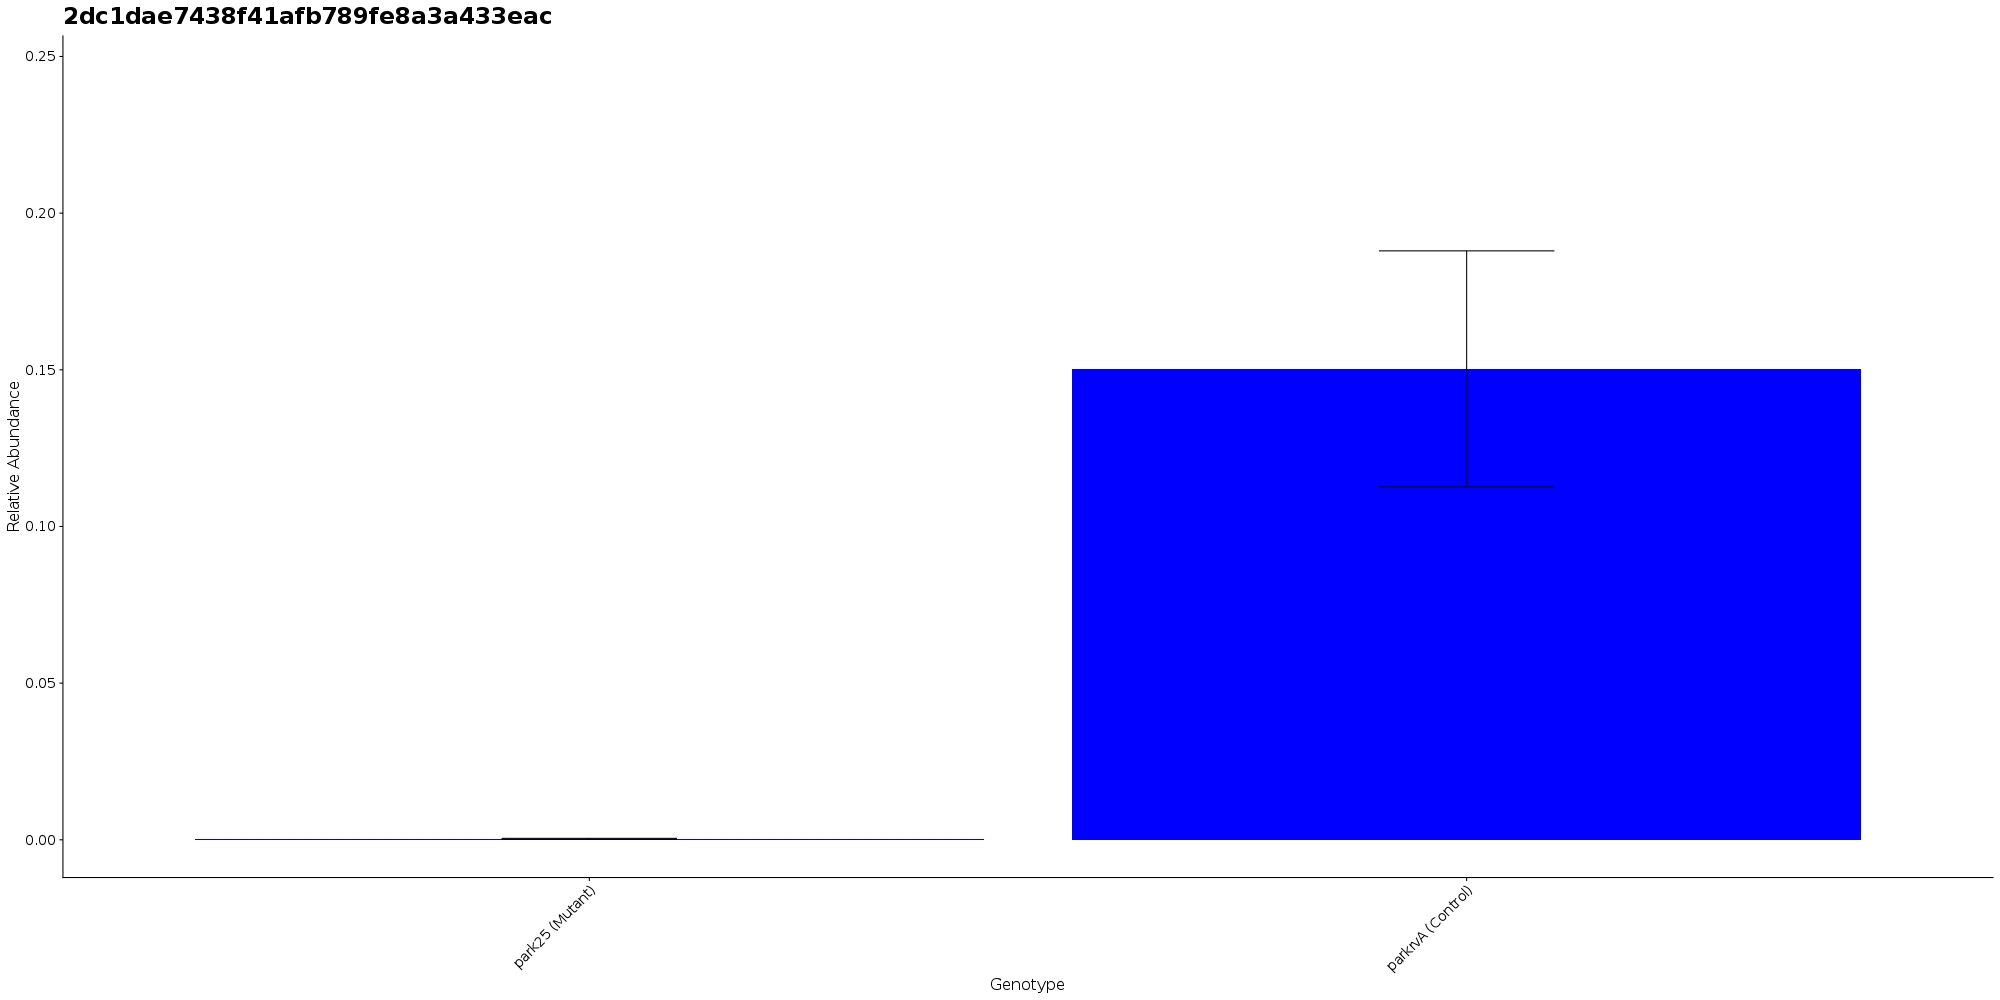 2dc1dae7438f41afb789fe8a3a433eac
0.25
0.20
0.15
0.10
0.05
0.00
Relative Abundance
park25 (Mutant)
parkrvA (Control)
Genotype